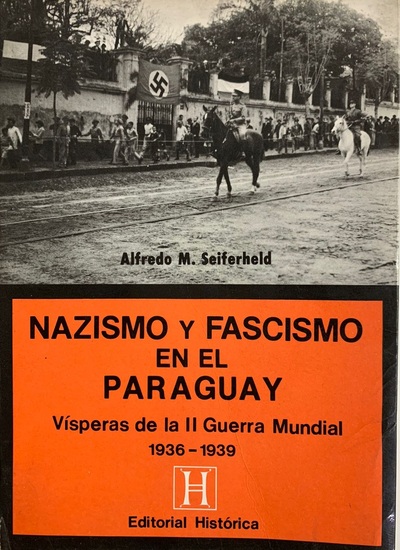 Alfredo M. Seiferheld
NAZISMO Y FASCISMO
EN EL
PARAGUAY
Vísperas de la II Guerra Mundial
1936-1939
H
Editorial Histórica